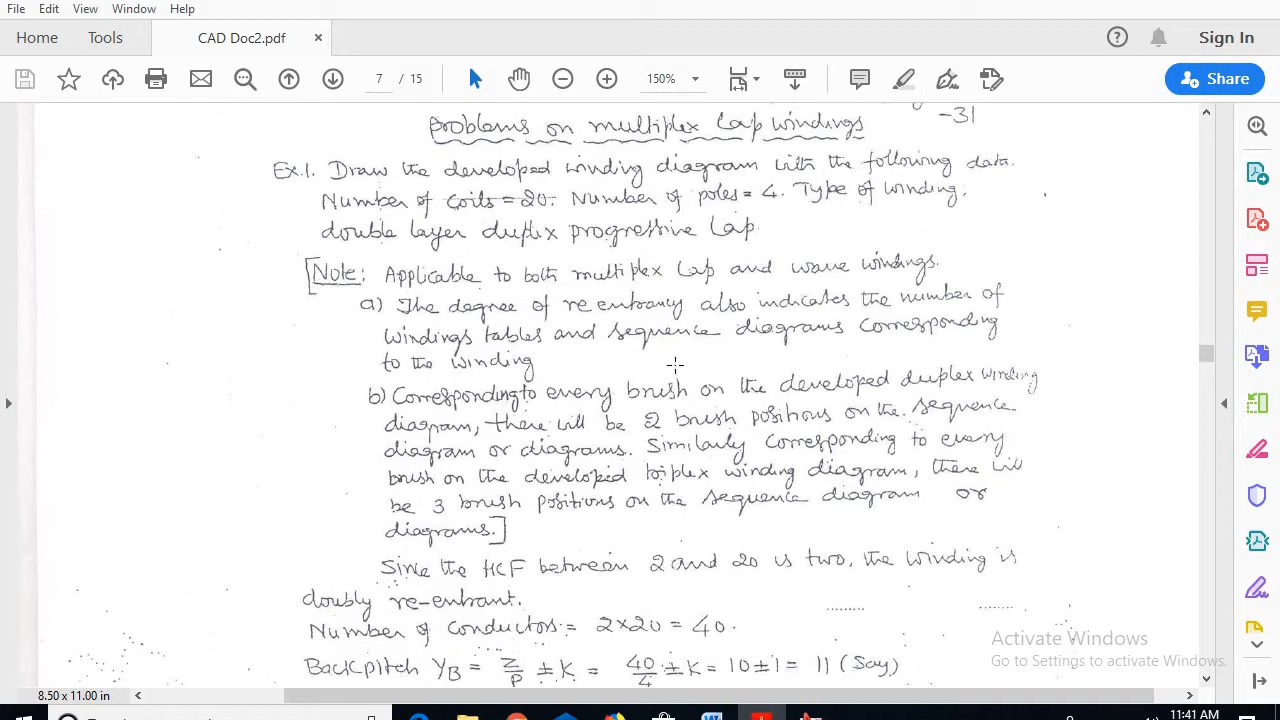 File Edit View Window Help
Home Tools CAD Doc2.pdf × Sign In
7 / 15 150% Share
-31
Problems on multiplex Lap windings
Ex.1. Draw the developed winding diagram with the following data.
Number of coils = 20. Number of poles = 4. Type of winding,
double layer duplex progressive Lap.
[Note: Applicable to both multiplex Lap and wave windings.
a) The degree of re entrancy also indicates the number of
windings tables and sequence diagrams corresponding
to the winding
b) Corresponding to every brush on the developed duplex winding
diagram, there will be 2 brush positions on the sequence
diagram or diagrams. Similarly corresponding to every
brush on the developed triplex winding diagram, there will
be 3 brush positions on the sequence diagram or
diagrams.]
Since the HCF between 2 and 20 is two, the winding is
doubly re-entrant.
Number of conductors = 2×20 = 40.
Back pitch Y_B = Z/P ± K = 40/4 ± K = 10 ± 1 = 11 (Say)
Activate Windows
Go to Settings to activate Windows.
8.50 x 11.00 in
11:41 AM